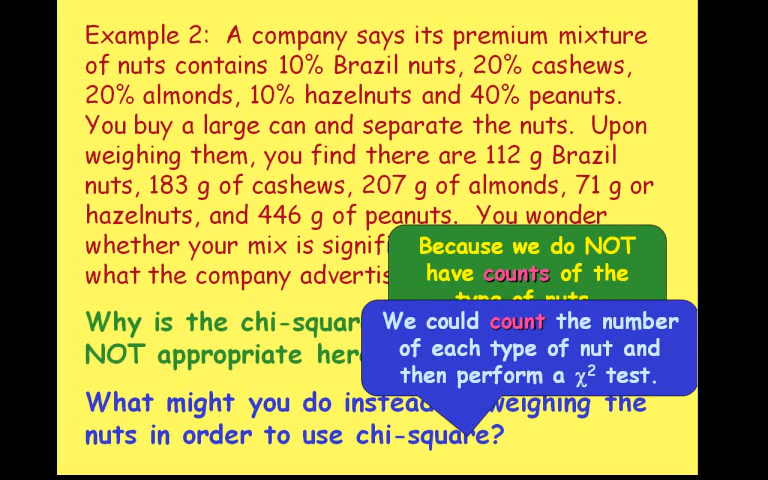 Example 2: A company says its premium mixture
of nuts contains 10% Brazil nuts, 20% cashews,
20% almonds, 10% hazelnuts and 40% peanuts.
You buy a large can and separate the nuts. Upon
weighing them, you find there are 112 g Brazil
nuts, 183 g of cashews, 207 g of almonds, 71 g or
hazelnuts, and 446 g of peanuts. You wonder
whether your mix is signifi
what the company advertis
Because we do NOT
have counts of the
type of nuts.
Why is the chi-squar
NOT appropriate her
We could count the number
of each type of nut and
then perform a χ² test.
What might you do instead weighing the
nuts in order to use chi-square?